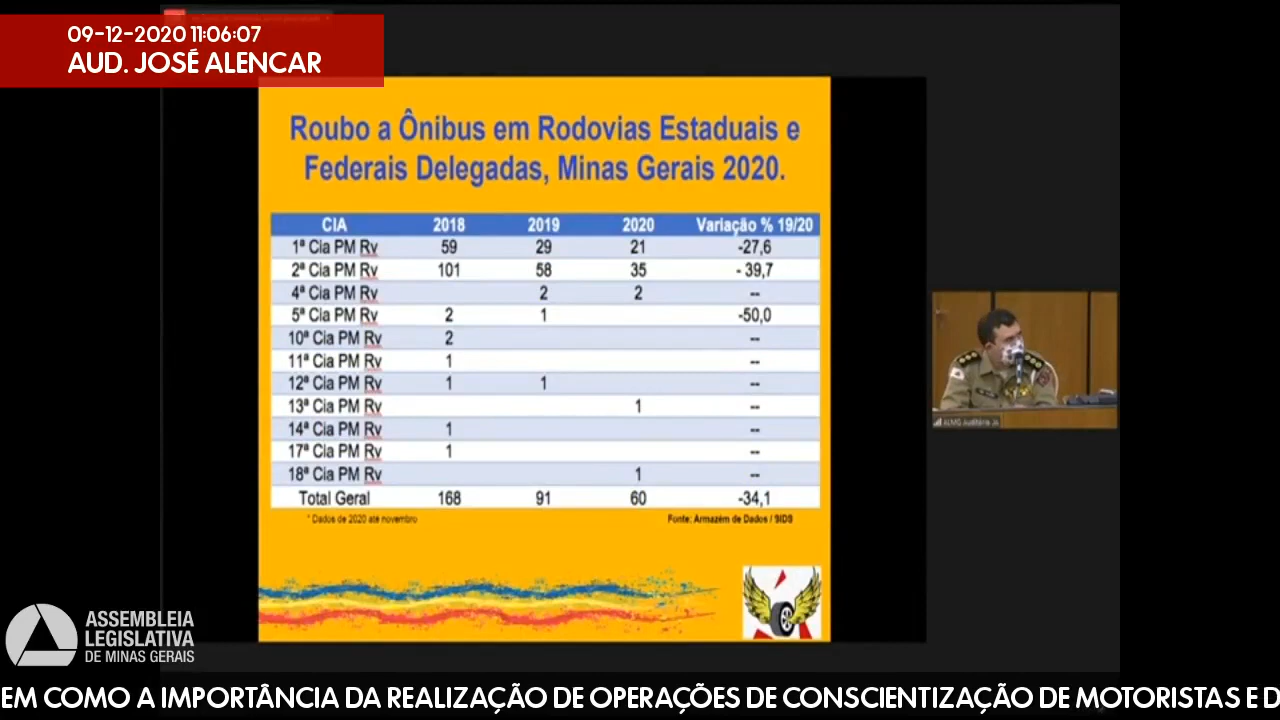 09-12-2020 11:06:07
AUD. JOSÉ ALENCAR
Roubo a Ônibus em Rodovias Estaduais e
Federais Delegadas, Minas Gerais 2020.
CIA 2018 2019 2020 Variação % 19/20
1ª Cia PM Rv 59 29 21 -27,6
2ª Cia PM Rv 101 58 35 - 39,7
4ª Cia PM Rv 2 2 --
5ª Cia PM Rv 2 1 -50,0
10ª Cia PM Rv 2 --
11ª Cia PM Rv 1 --
12ª Cia PM Rv 1 1 --
13ª Cia PM Rv 1 --
14ª Cia PM Rv 1 --
17ª Cia PM Rv 1 --
18ª Cia PM Rv 1 --
Total Geral 168 91 60 -34,1
* Dados de 2020 até novembro
Fonte: Armazém de Dados / SIDS
ALMG Auditório JA
ASSEMBLEIA
LEGISLATIVA
DE MINAS GERAIS
EM COMO A IMPORTÂNCIA DA REALIZAÇÃO DE OPERAÇÕES DE CONSCIENTIZAÇÃO DE MOTORISTAS E D